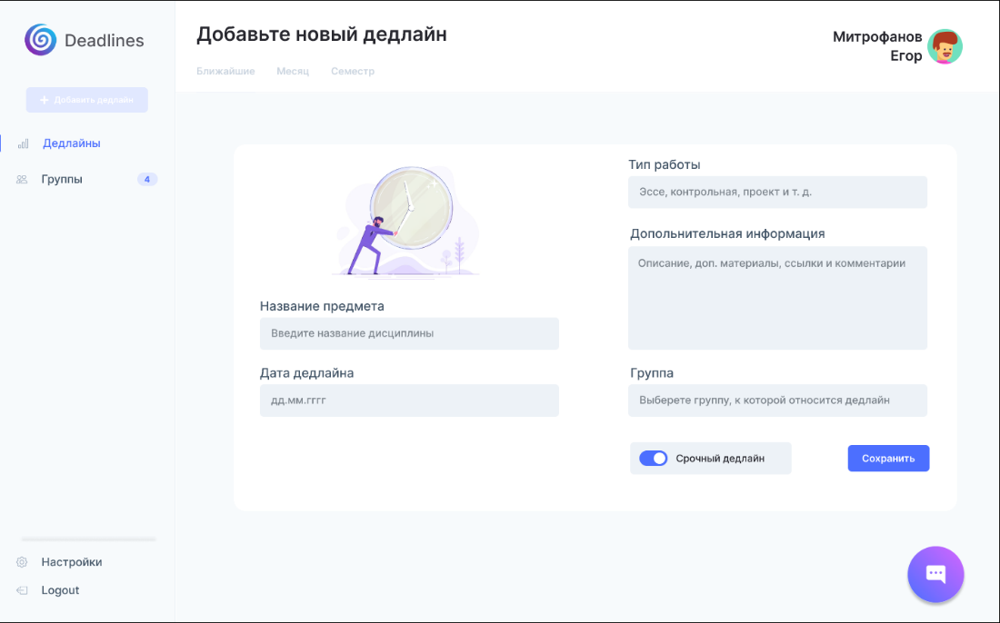 Deadlines
Добавить дедлайн
Дедлайны
Группы
4
Настройки
Logout
Добавьте новый дедлайн
Ближайшие
Месяц
Семестр
Митрофанов
Егор
Название предмета
Введите название дисциплины
Дата дедлайна
дд.мм.гггг
Тип работы
Эссе, контрольная, проект и т. д.
Допольнительная информация
Описание, доп. материалы, ссылки и комментарии
Группа
Выберете группу, к которой относится дедлайн
Срочный дедлайн
Сохранить